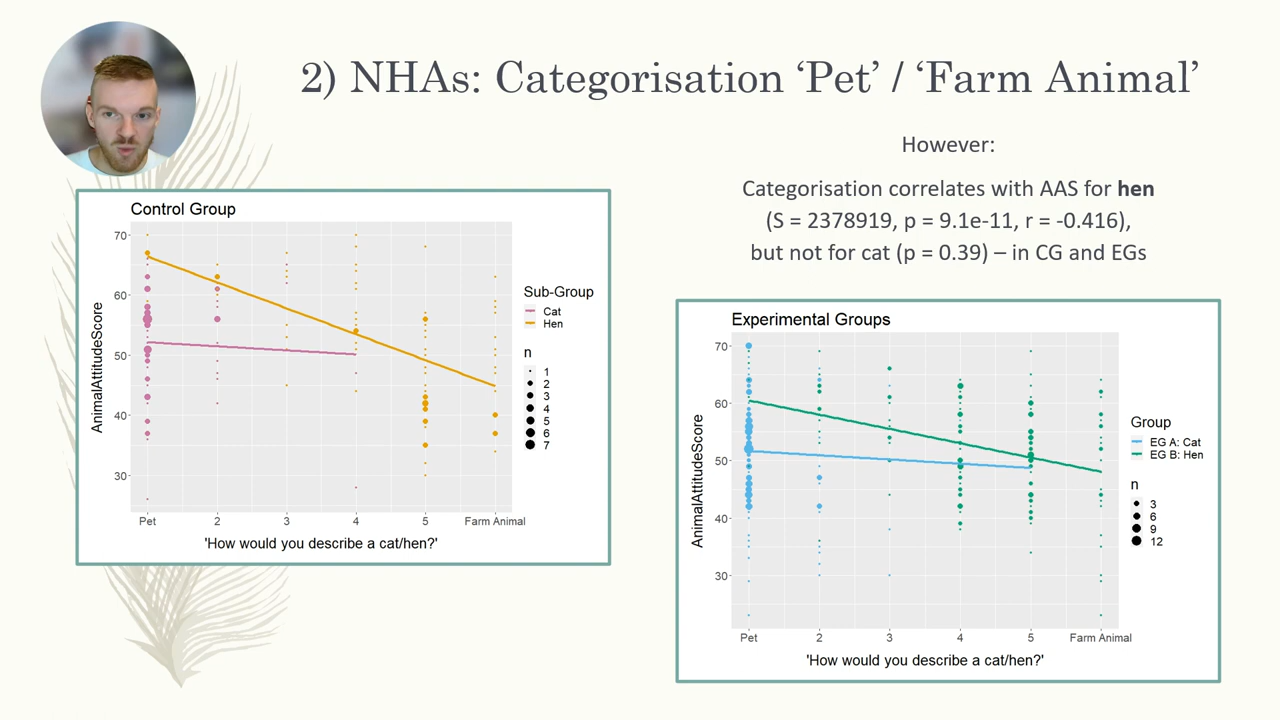 2) NHAs: Categorisation ‘Pet’ / ‘Farm Animal’
However:
Categorisation correlates with AAS for hen
(S = 2378919, p = 9.1e-11, r = -0.416),
but not for cat (p = 0.39) – in CG and EGs
Control Group
AnimalAttitudeScore
70
60
50
40
30
Pet 2 3 4 5 Farm Animal
'How would you describe a cat/hen?'
Sub-Group
Cat
Hen
n
1
2
3
4
5
6
7
Experimental Groups
AnimalAttitudeScore
70
60
50
40
30
Pet 2 3 4 5 Farm Animal
'How would you describe a cat/hen?'
Group
EG A: Cat
EG B: Hen
n
3
6
9
12